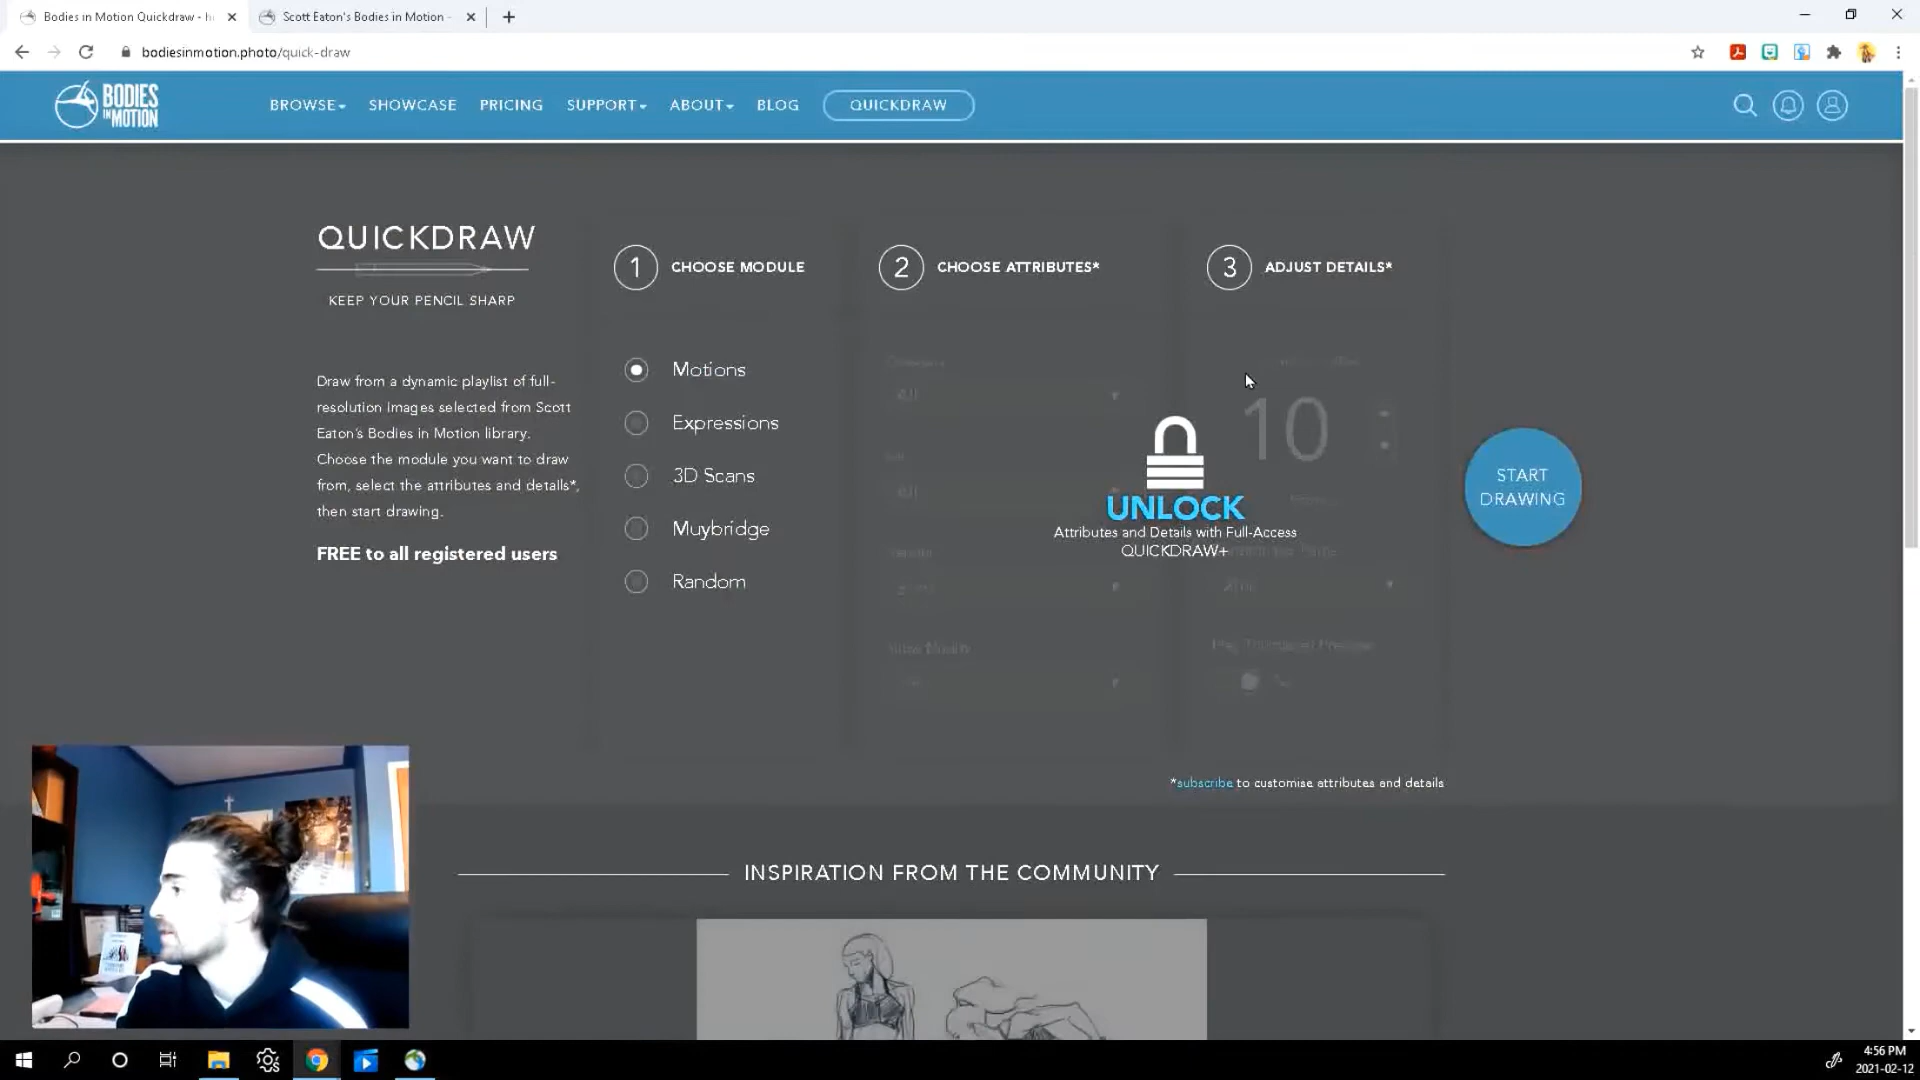 Bodies in Motion Quickdraw - h
Scott Eaton's Bodies in Motion -
bodiesinmotion.photo/quick-draw
BODIES IN MOTION
BROWSE
SHOWCASE
PRICING
SUPPORT
ABOUT
BLOG
QUICKDRAW
QUICKDRAW
KEEP YOUR PENCIL SHARP
Draw from a dynamic playlist of full-
resolution images selected from Scott
Eaton's Bodies in Motion library.
Choose the module you want to draw
from, select the attributes and details*,
then start drawing.
FREE to all registered users
1 CHOOSE MODULE
Motions
Expressions
3D Scans
Muybridge
Random
2 CHOOSE ATTRIBUTES*
3 ADJUST DETAILS*
10
UNLOCK
Attributes and Details with Full-Access
QUICKDRAW+
START
DRAWING
*subscribe to customise attributes and details
INSPIRATION FROM THE COMMUNITY
4:56 PM
2021-02-12